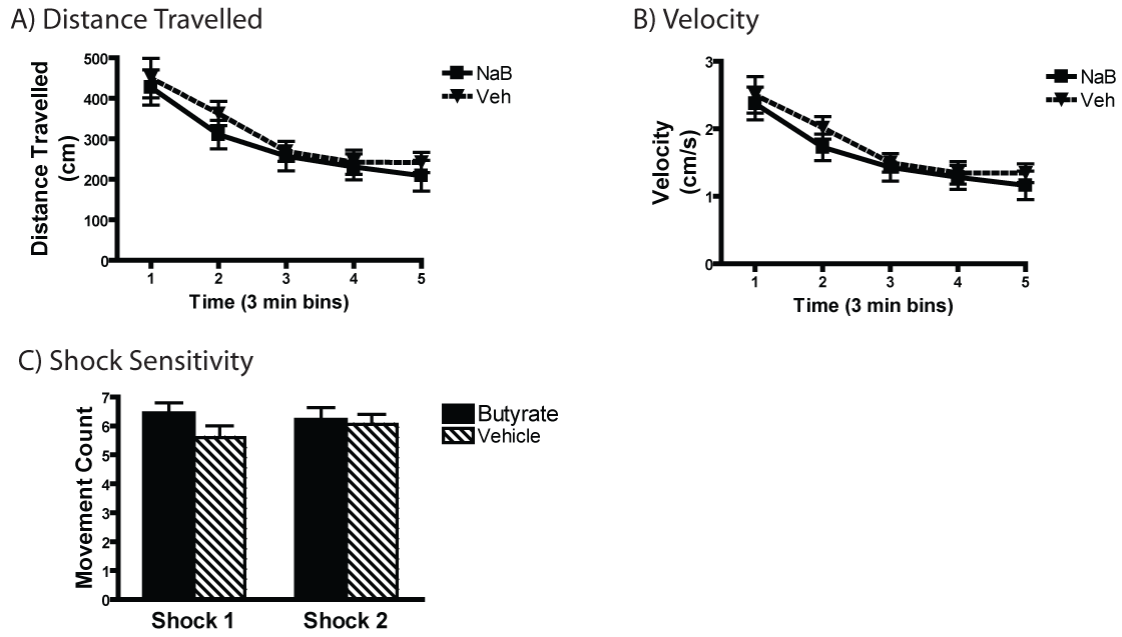 A) Distance Travelled
500
400
300
200
100
0
Distance Travelled
(cm)
1 2 3 4 5
Time (3 min bins)
NaB
Veh
B) Velocity
3
2
1
0
Velocity
(cm/s)
1 2 3 4 5
Time (3 min bins)
NaB
Veh
C) Shock Sensitivity
7
6
5
4
3
2
1
0
Movement Count
Shock 1 Shock 2
Butyrate
Vehicle